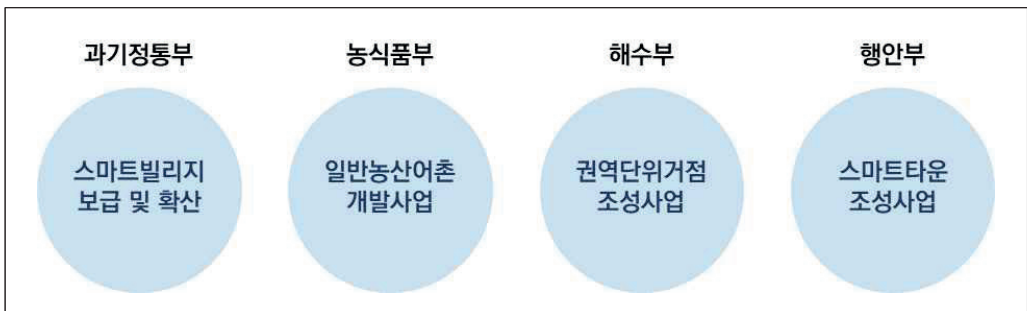 과기정통부 농식품부 해수부 행안부
스마트빌리지
보급 및 확산
일반농산어촌
개발사업
권역단위거점
조성사업
스마트타운
조성사업